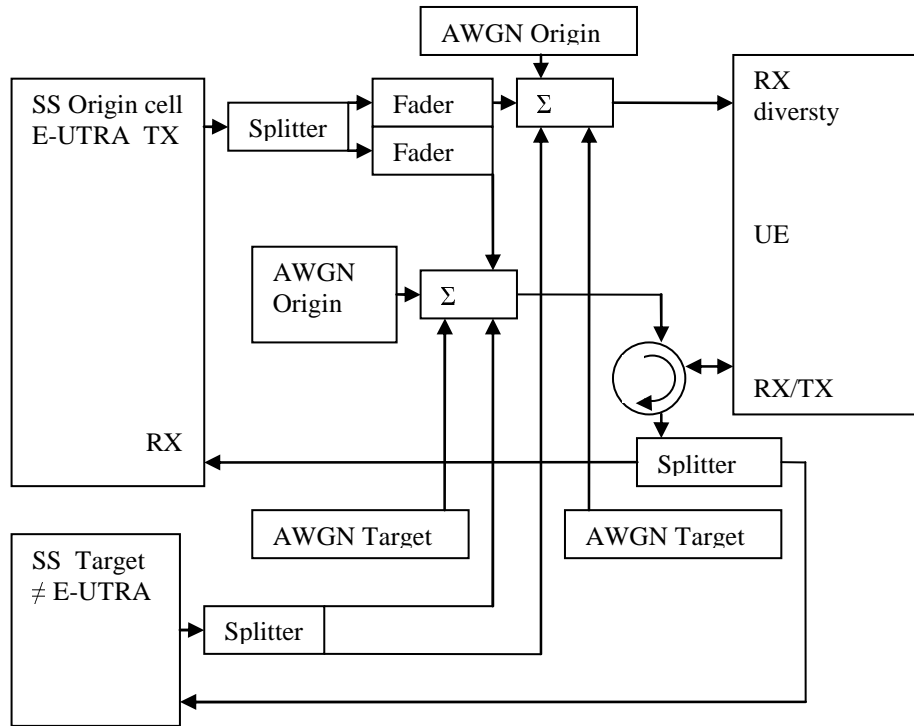 AWGN Origin
SS Origin cell
E-UTRA TX
Splitter
Fader
Fader
Σ
RX
diversty
UE
AWGN
Origin
Σ
RX/TX
RX
Splitter
AWGN Target
AWGN Target
SS Target
≠ E-UTRA
Splitter